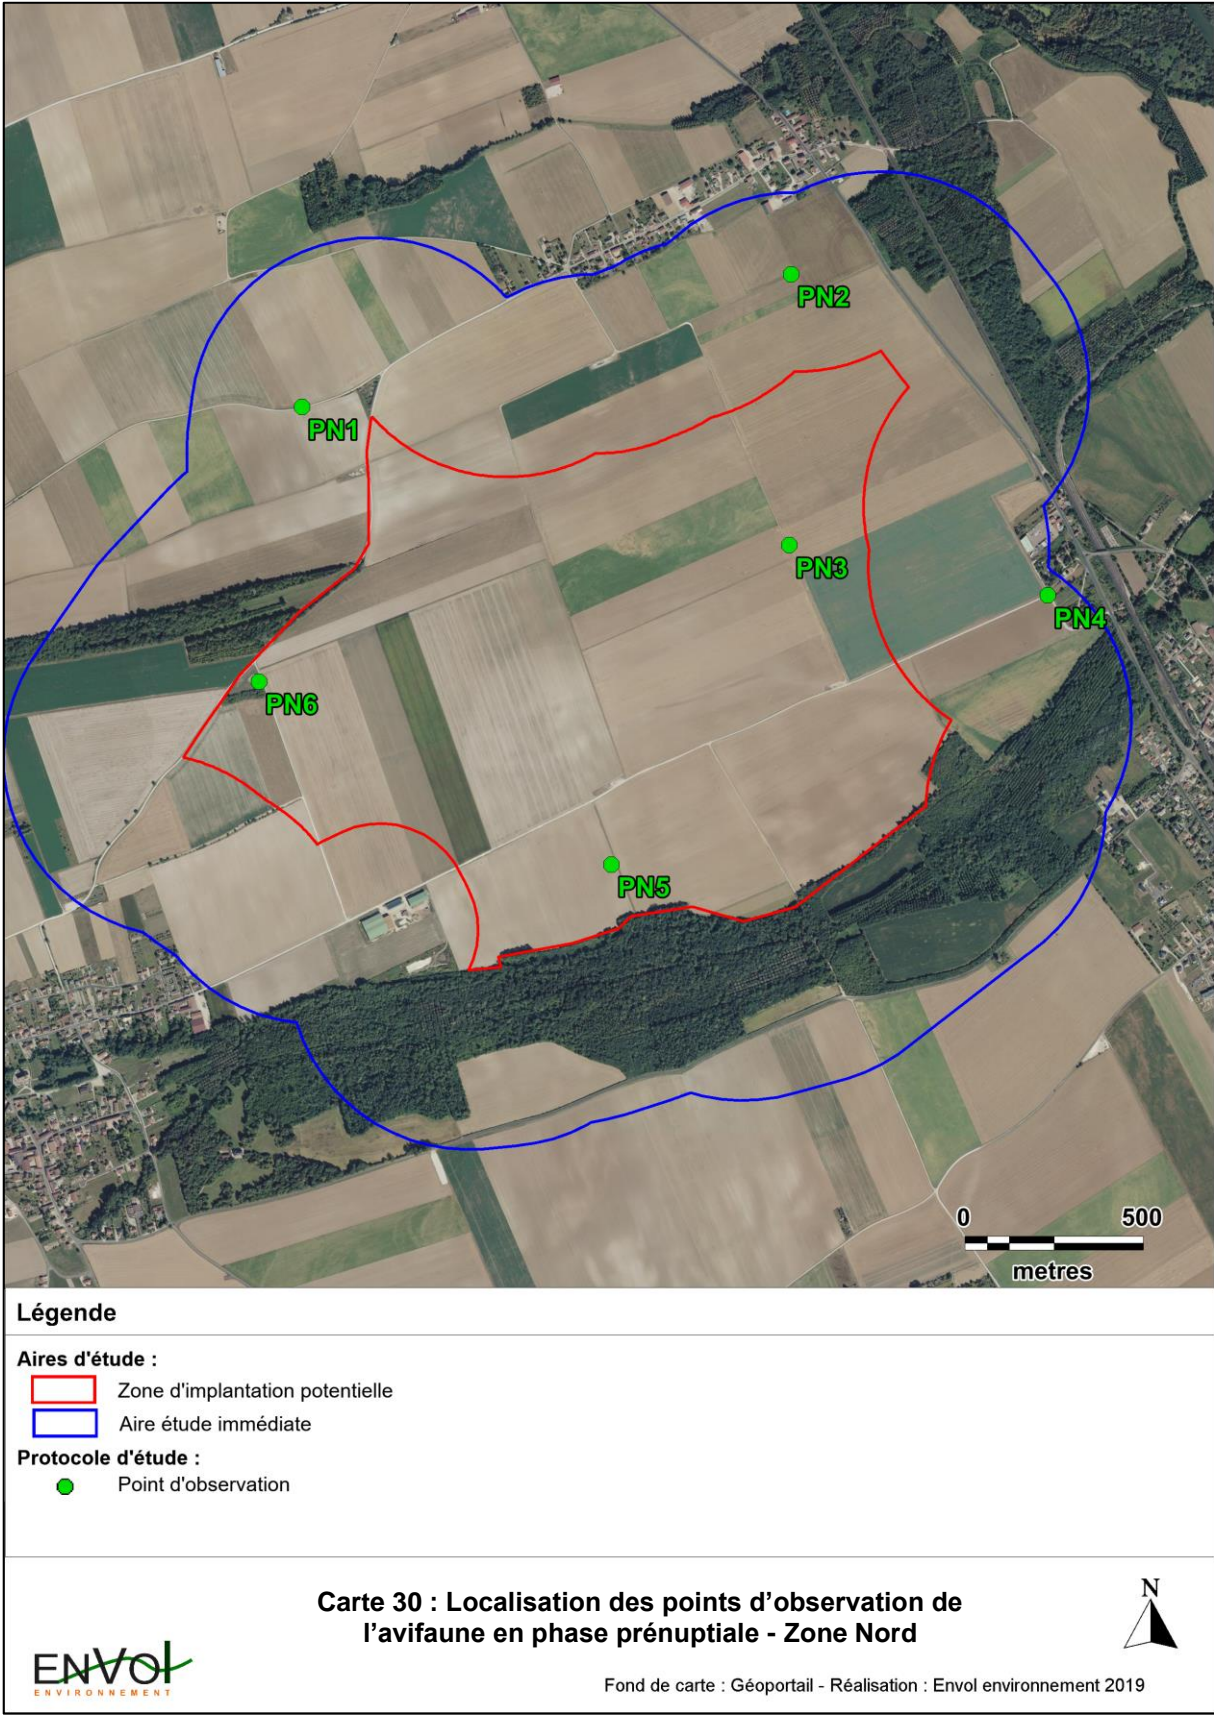 PN2
PN1
PN3
PN4
PN6
PN5
0 500
metres
Légende
Aires d'étude :
Zone d'implantation potentielle
Aire étude immédiate
Protocole d'étude :
Point d'observation
Carte 30 : Localisation des points d’observation de
l’avifaune en phase prénuptiale - Zone Nord
N
ENVOL
ENVIRONNEMENT
Fond de carte : Géoportail - Réalisation : Envol environnement 2019